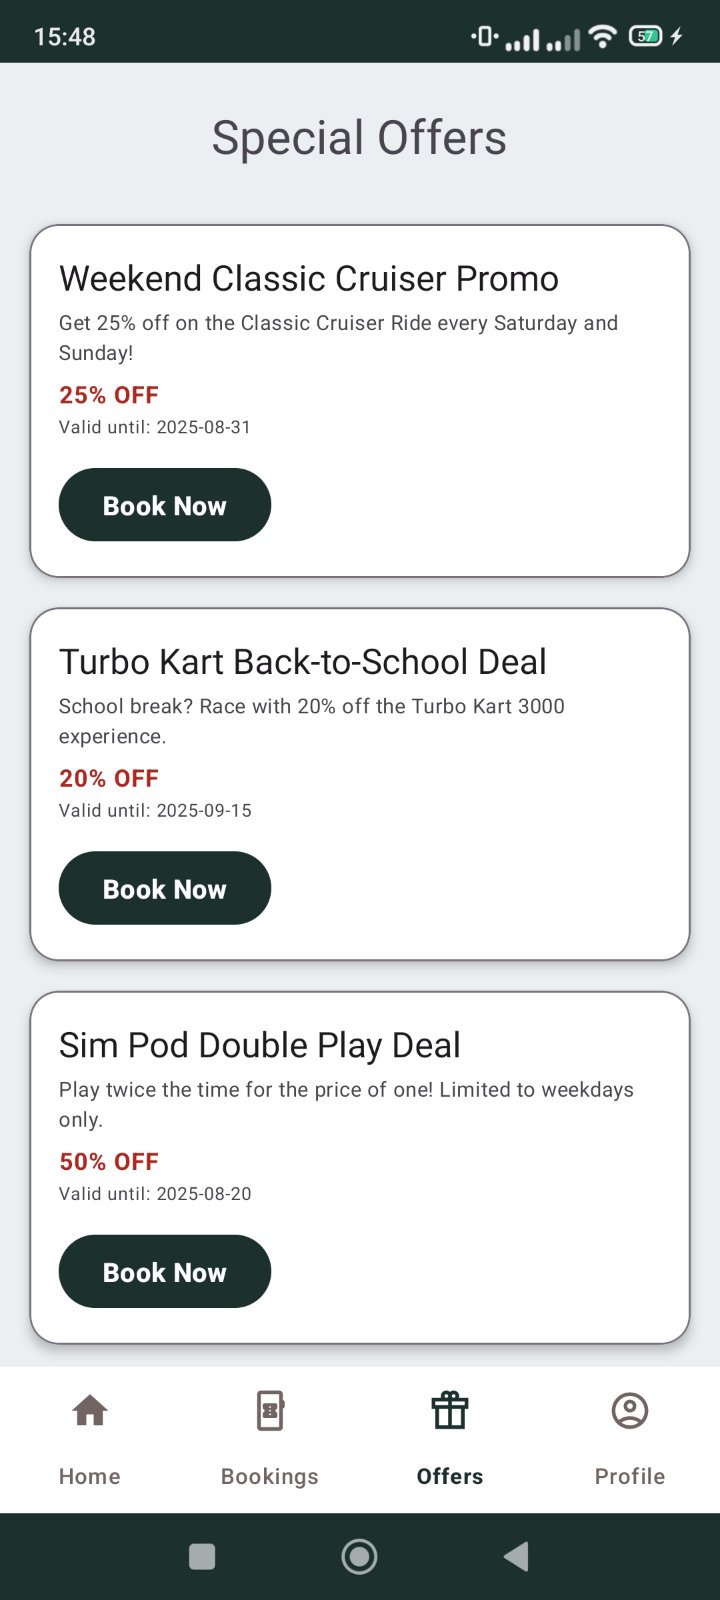 15:48
57
Special Offers
Weekend Classic Cruiser Promo
Get 25% off on the Classic Cruiser Ride every Saturday and
Sunday!
25% OFF
Valid until: 2025-08-31
Book Now
Turbo Kart Back-to-School Deal
School break? Race with 20% off the Turbo Kart 3000
experience.
20% OFF
Valid until: 2025-09-15
Book Now
Sim Pod Double Play Deal
Play twice the time for the price of one! Limited to weekdays
only.
50% OFF
Valid until: 2025-08-20
Book Now
Home
Bookings
Offers
Profile